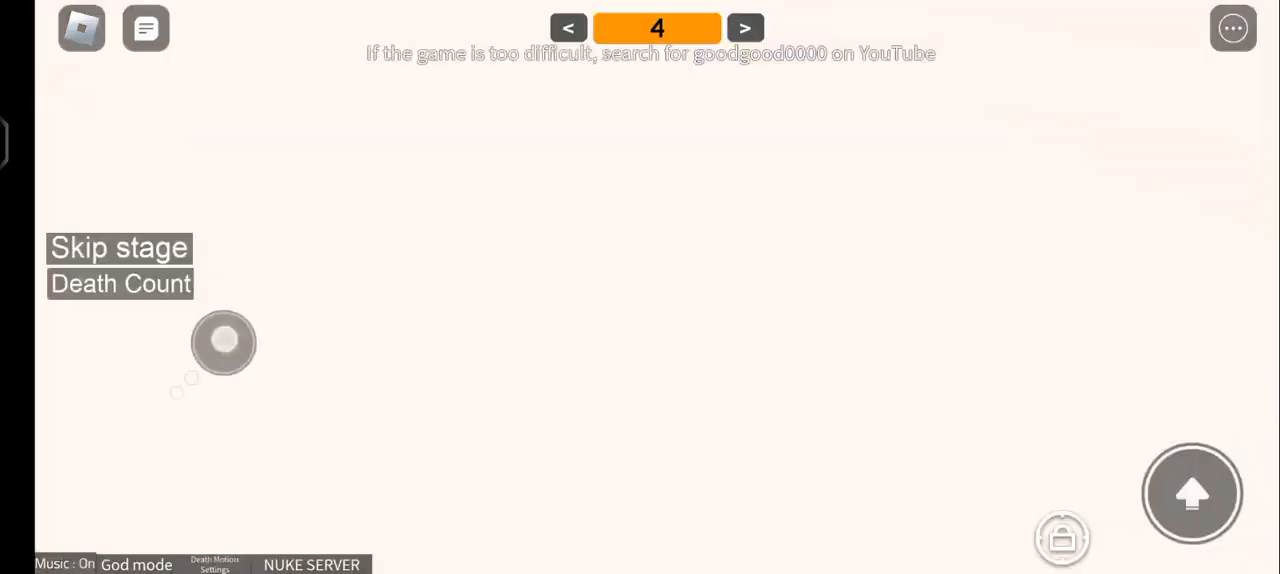 < 4 >
If the game is too difficult, search for goodgood0000 on YouTube
Skip stage
Death Count
Music : On God mode Death Motion Settings NUKE SERVER